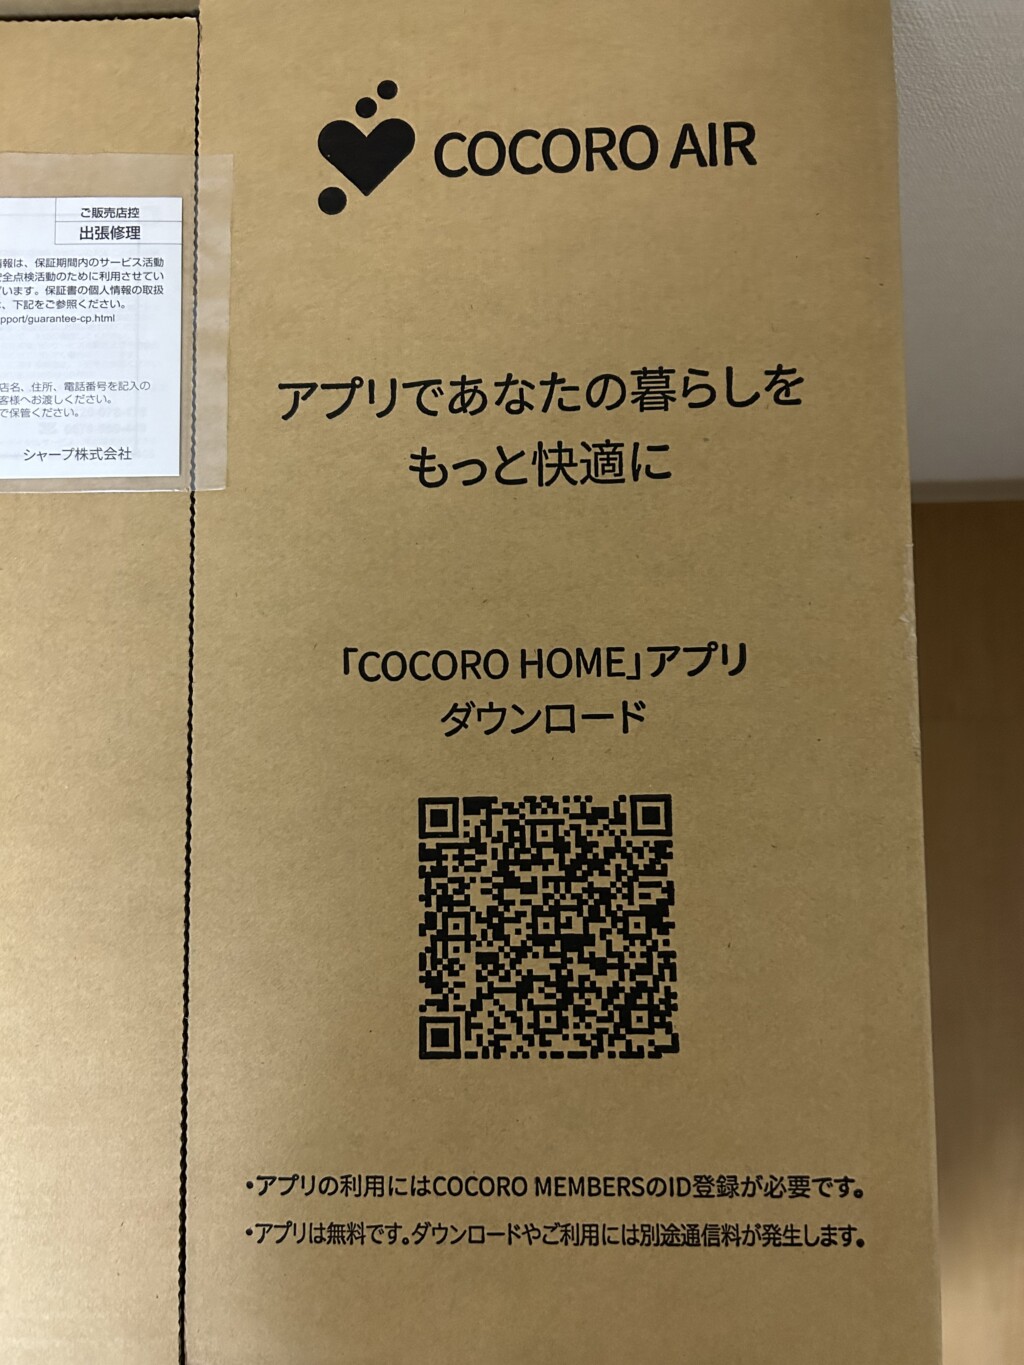 ご販売店控
出張修理
情報は、保証期間内のサービス活動
安全点検活動のために利用させてい
ざいます。保証書の個人情報の取扱
、下記をご参照ください。
pport/guarantee-cp.html
店名、住所、電話番号を記入の
客様へお渡しください。
で保管ください。
シャープ株式会社
COCORO AIR
アプリであなたの暮らしを
もっと快適に
「COCORO HOME」アプリ
ダウンロード
・アプリの利用にはCOCORO MEMBERSのID登録が必要です。
・アプリは無料です。ダウンロードやご利用には別途通信料が発生します。